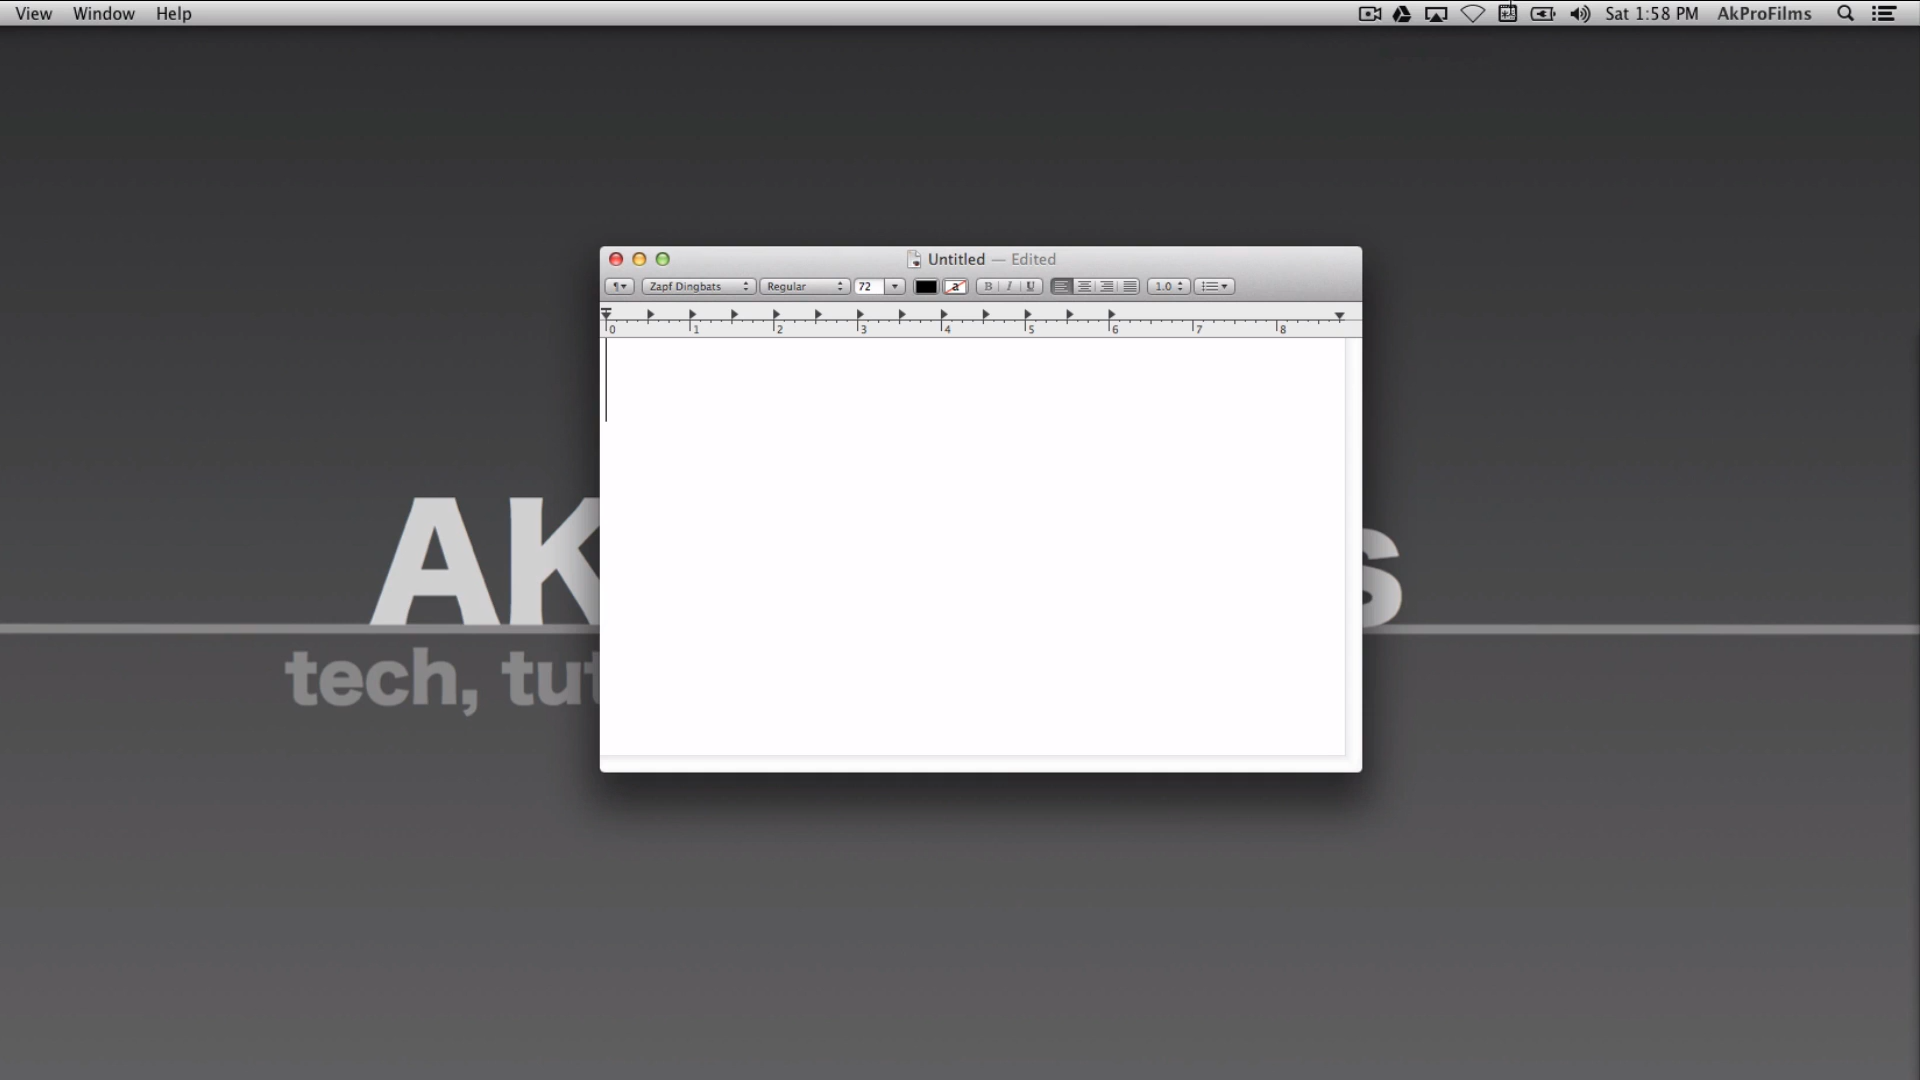 View Window Help Sat 1:58 PM AkProFilms
Untitled — Edited
Zapf Dingbats Regular 72 a B I U 1.0
0 1 2 3 4 5 6 7 8
AK s
tech, tut